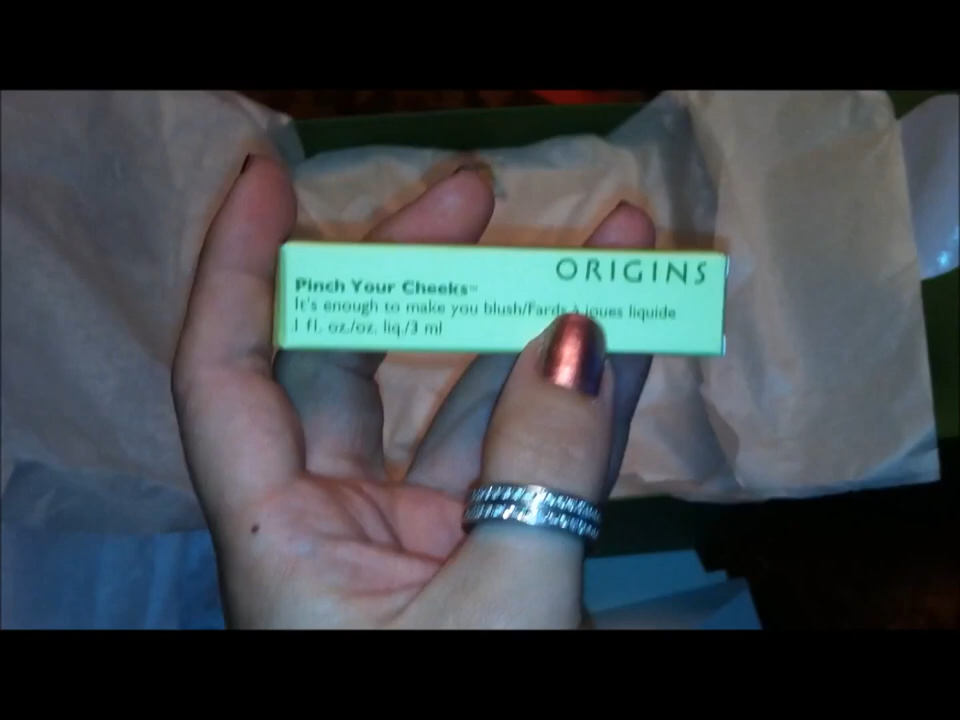 ORIGINS
Pinch Your Cheeks™
It's enough to make you blush/Fards à joues liquide
.1 fl. oz./oz. liq./3 ml